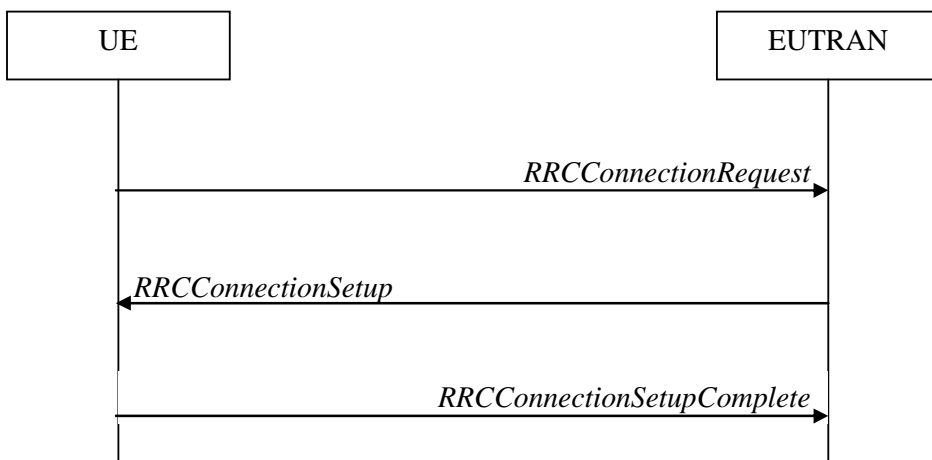 UE
EUTRAN
RRCConnectionRequest
RRCConnectionSetup
RRCConnectionSetupComplete